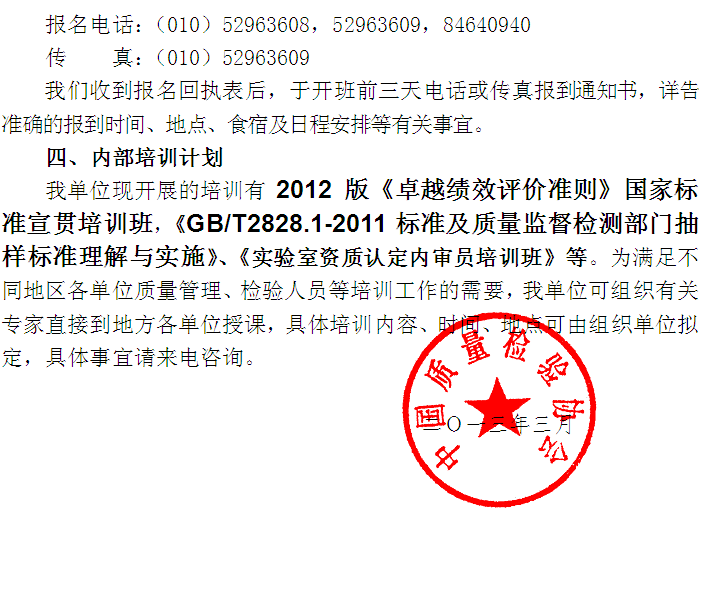 报名电话：（010）52963608，52963609，84640940
传　　真：（010）52963609
我们收到报名回执表后，于开班前三天电话或传真报到通知书，详告
准确的报到时间、地点、食宿及日程安排等有关事宜。
四、内部培训计划
我单位现开展的培训有 2012 版《卓越绩效评价准则》国家标
准宣贯培训班，《GB/T2828.1-2011 标准及质量监督检测部门抽
样标准理解与实施》、《实验室资质认定内审员培训班》等。为满足不
同地区各单位质量管理、检验人员等培训工作的需要，我单位可组织有关
专家直接到地方各单位授课，具体培训内容、时间、地点可由组织单位拟
定，具体事宜请来电咨询。
中国质量检验协会
二〇一三年三月